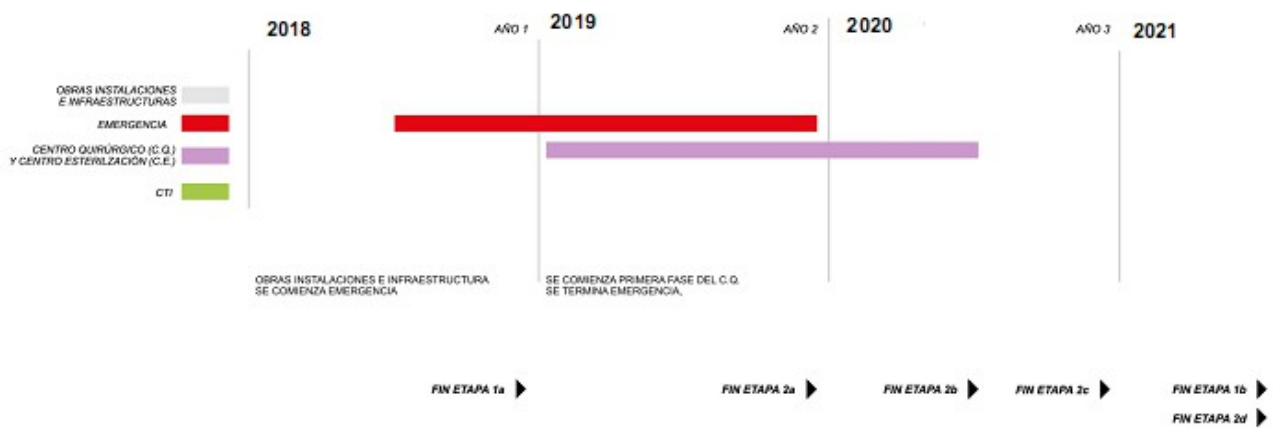 2018
AÑO 1
2019
AÑO 2
2020
AÑO 3
2021
OBRAS INSTALACIONES
E INFRAESTRUCTURAS
EMERGENCIA
CENTRO QUIRÚRGICO (C.Q.)
Y CENTRO ESTERILZACIÓN (C.E.)
CTI
OBRAS INSTALACIONES E INFRAESTRUCTURA
SE COMIENZA EMERGENCIA
SE COMIENZA PRIMERA FASE DEL C.Q.
SE TERMINA EMERGENCIA,
FIN ETAPA 1a
FIN ETAPA 2a
FIN ETAPA 2b
FIN ETAPA 2c
FIN ETAPA 1b
FIN ETAPA 2d